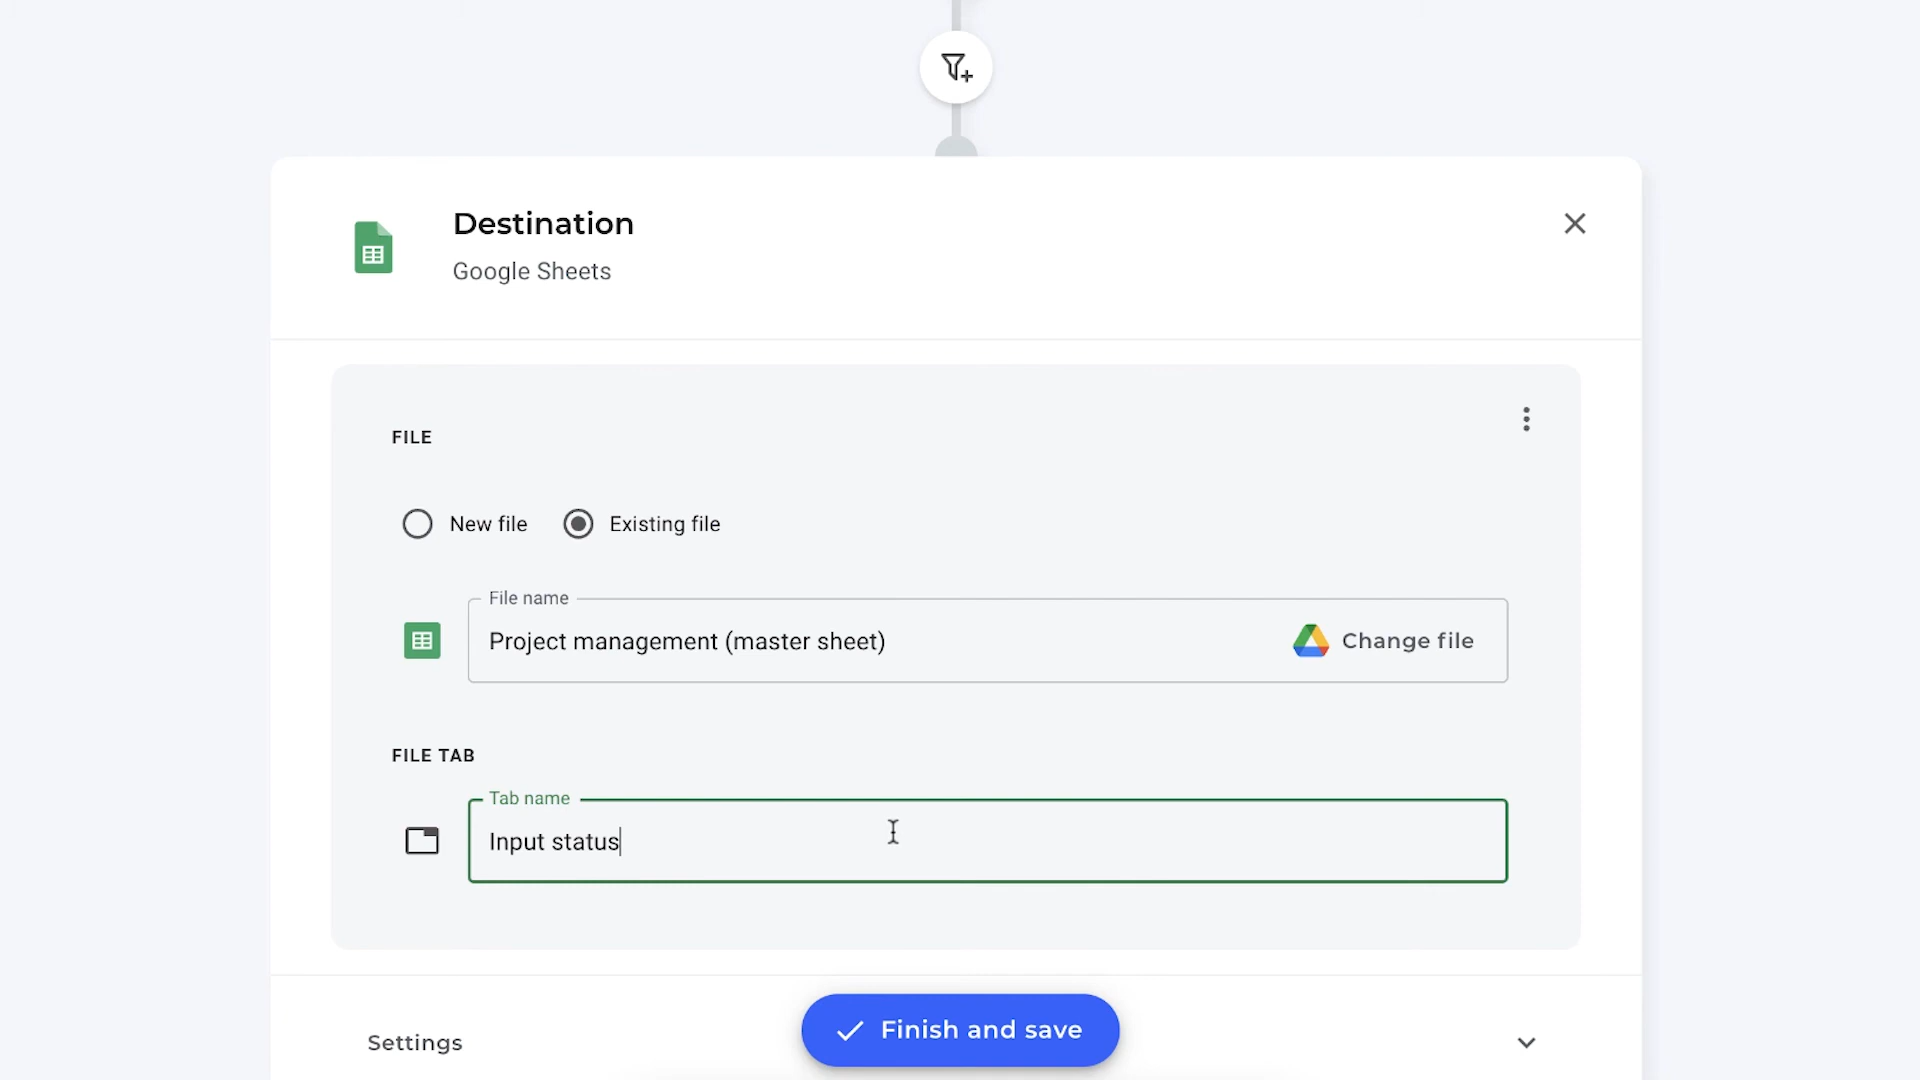 Destination
Google Sheets
FILE
New file
Existing file
File name
Project management (master sheet)
Change file
FILE TAB
Tab name
Input status
Finish and save
Settings